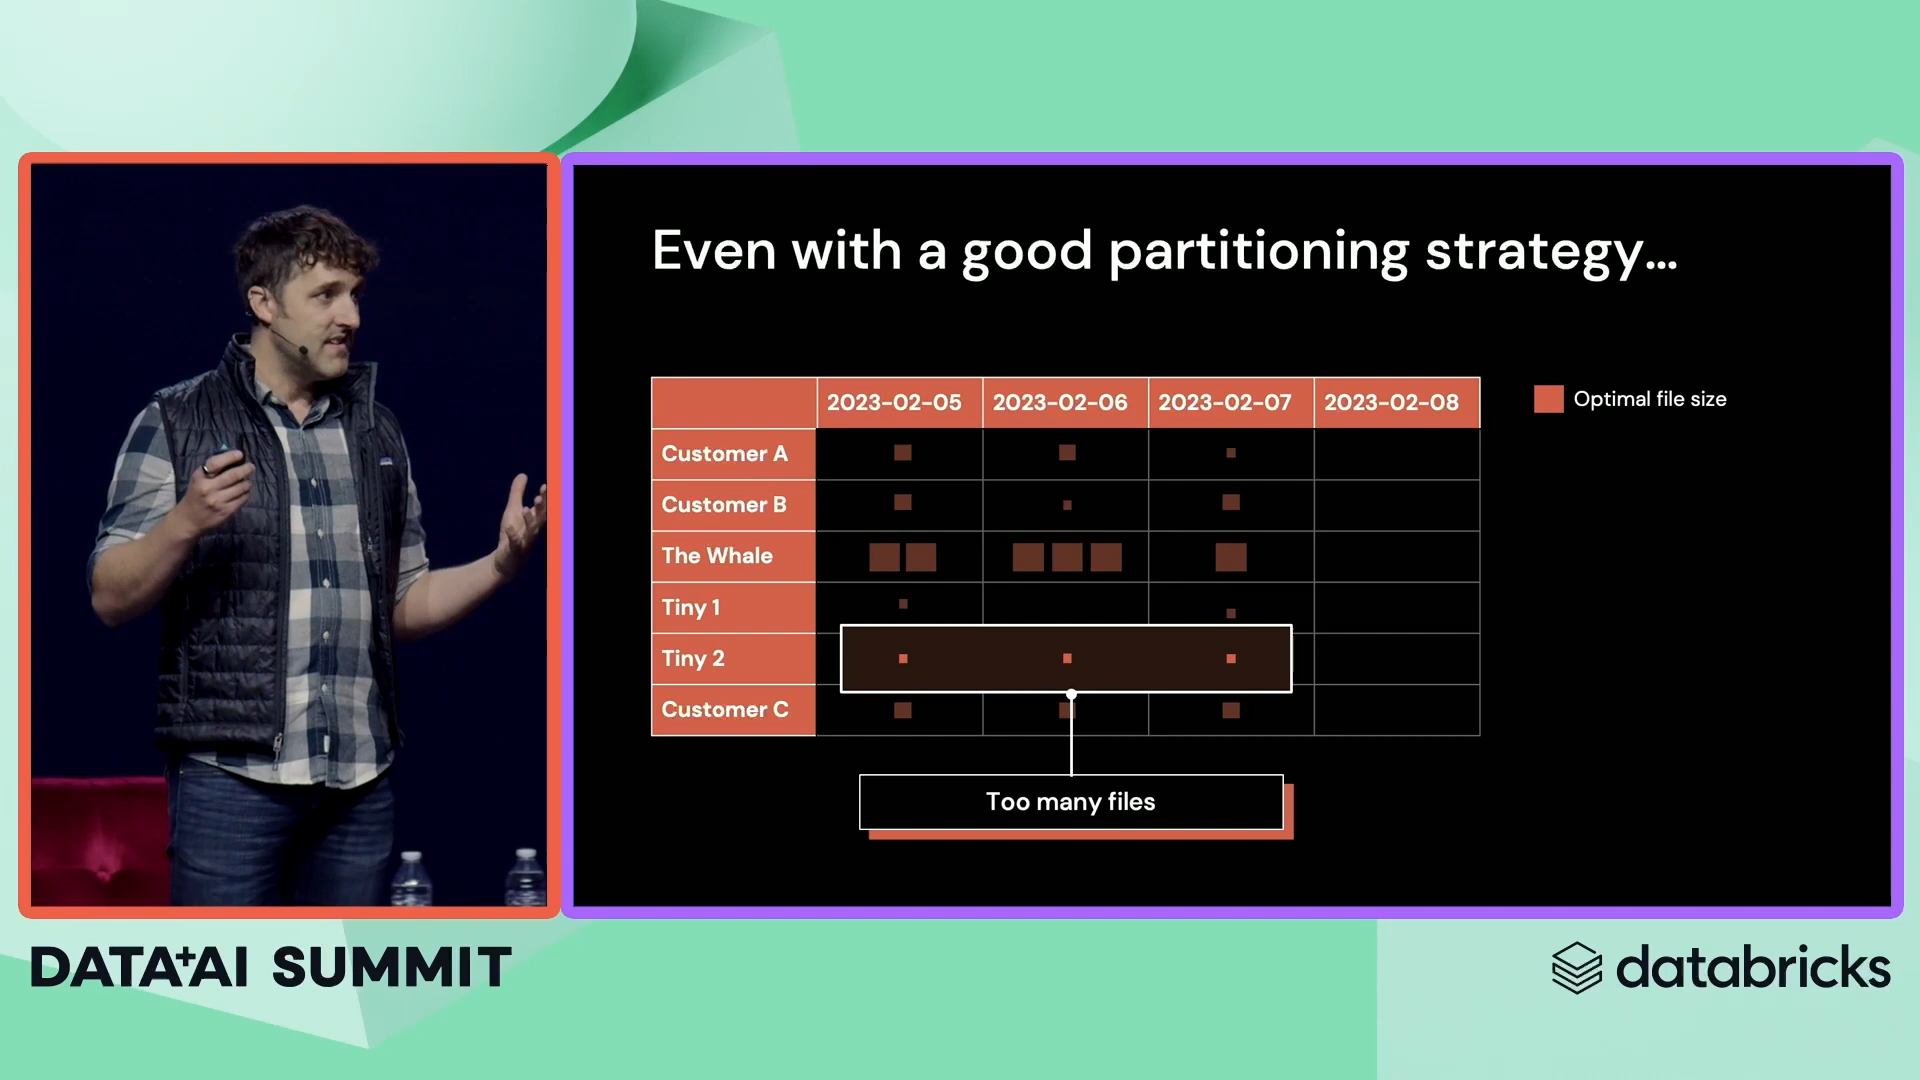 Even with a good partitioning strategy...
2023-02-05 2023-02-06 2023-02-07 2023-02-08
Optimal file size
Customer A
Customer B
The Whale
Tiny 1
Tiny 2
Customer C
Too many files
DATA+AI SUMMIT
databricks